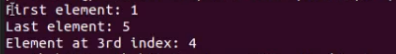 First element: 1
Last element: 5
Element at 3rd index: 4